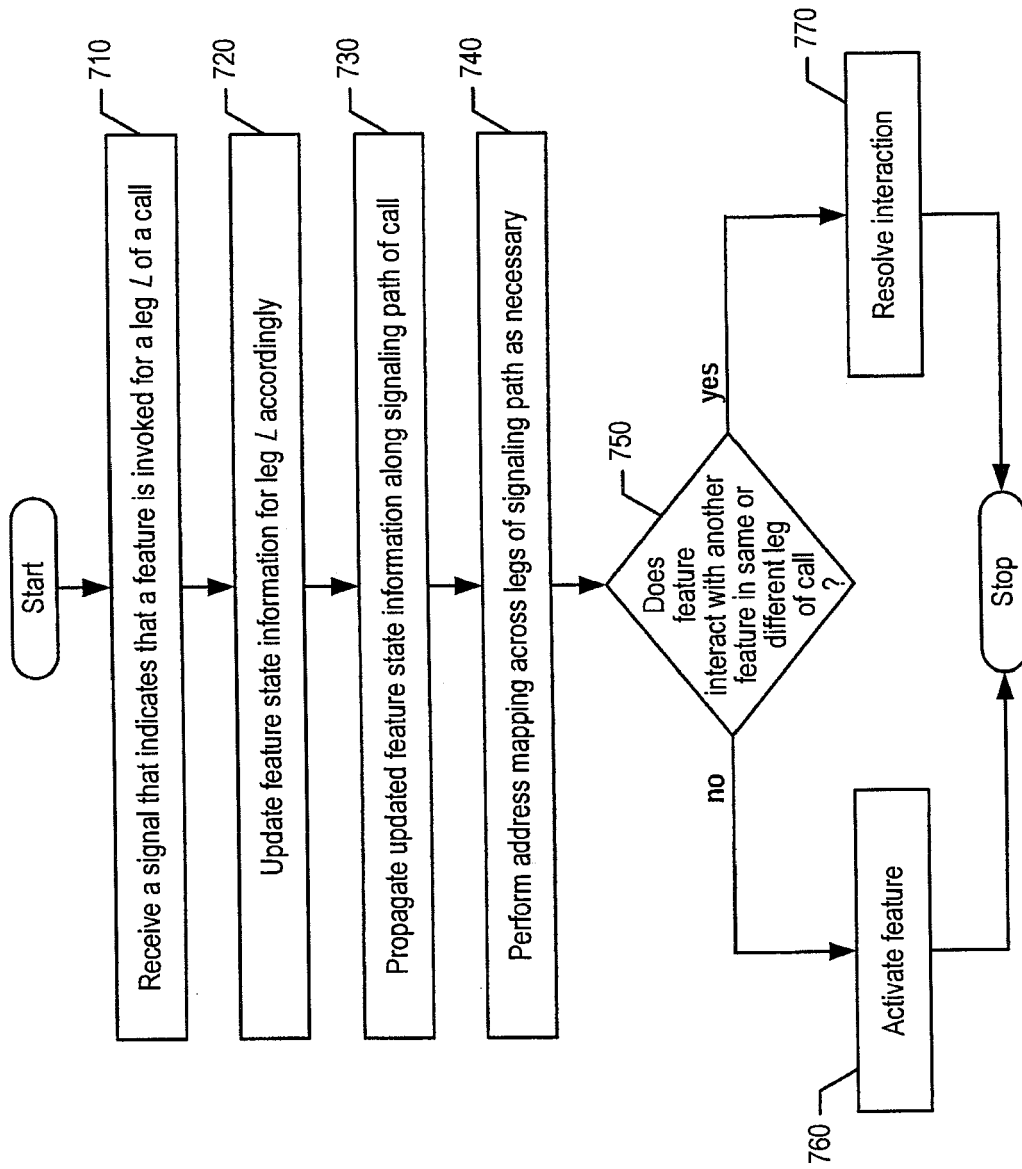 Start
710
Receive a signal that indicates that a feature is invoked for a leg L of a call
720
Update feature state information for leg L accordingly
730
Propagate updated feature state information along signaling path of call
740
Perform address mapping across legs of signaling path as necessary
750
Does
feature
interact with another
feature in same or
different leg
of call
?
no
yes
760
Activate feature
770
Resolve interaction
Stop